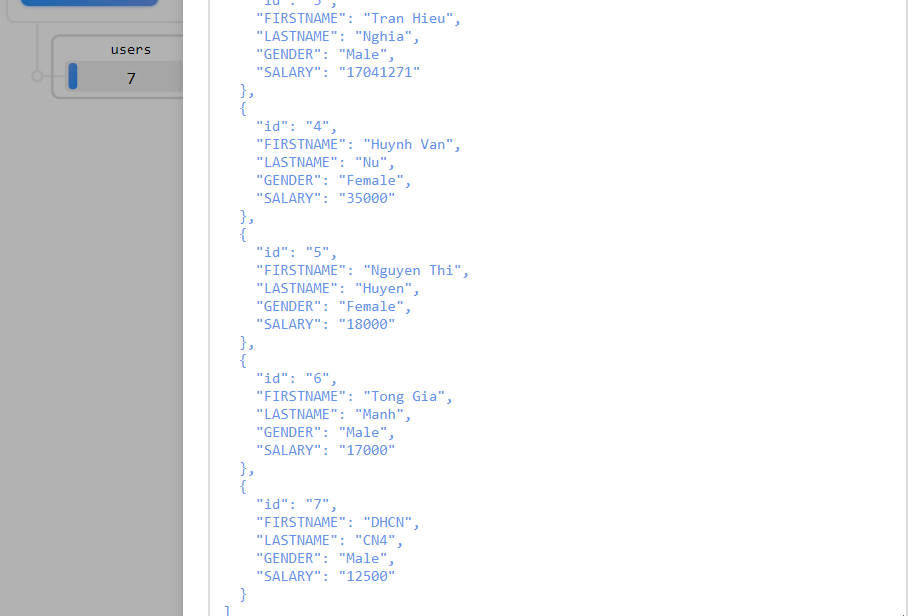 users
7
"FIRSTNAME": "Tran Hieu",
"LASTNAME": "Nghia",
"GENDER": "Male",
"SALARY": "17041271"
},
{
"id": "4",
"FIRSTNAME": "Huynh Van",
"LASTNAME": "Nu",
"GENDER": "Female",
"SALARY": "35000"
},
{
"id": "5",
"FIRSTNAME": "Nguyen Thi",
"LASTNAME": "Huyen",
"GENDER": "Female",
"SALARY": "18000"
},
{
"id": "6",
"FIRSTNAME": "Tong Gia",
"LASTNAME": "Manh",
"GENDER": "Male",
"SALARY": "17000"
},
{
"id": "7",
"FIRSTNAME": "DHCN",
"LASTNAME": "CN4",
"GENDER": "Male",
"SALARY": "12500"
}
]